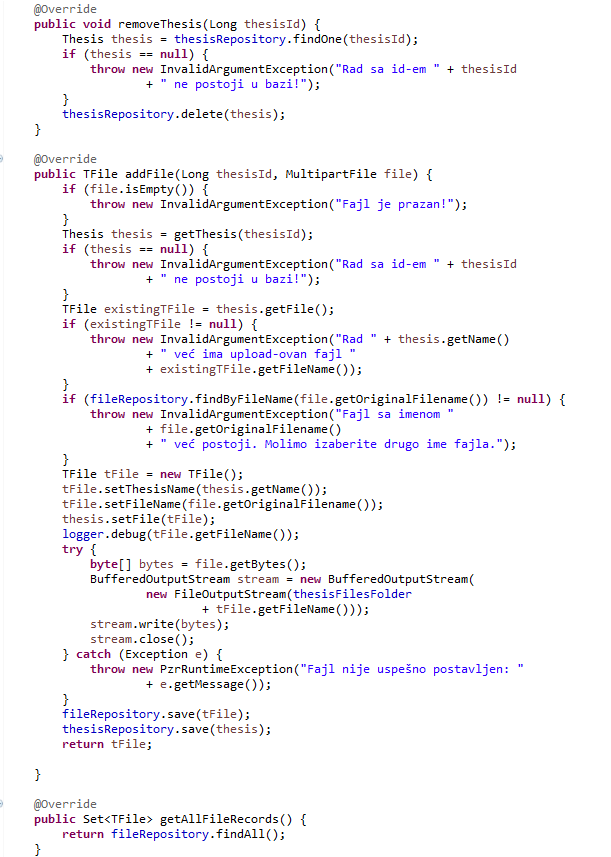 @Override
public void removeThesis(Long thesisId) {
    Thesis thesis = thesisRepository.findOne(thesisId);
    if (thesis == null) {
        throw new InvalidArgumentException("Rad sa id-em " + thesisId
                + " ne postoji u bazi!");
    }
    thesisRepository.delete(thesis);
}

@Override
public TFile addFile(Long thesisId, MultipartFile file) {
    if (file.isEmpty()) {
        throw new InvalidArgumentException("Fajl je prazan!");
    }
    Thesis thesis = getThesis(thesisId);
    if (thesis == null) {
        throw new InvalidArgumentException("Rad sa id-em " + thesisId
                + " ne postoji u bazi!");
    }
    TFile existingTFile = thesis.getFile();
    if (existingTFile != null) {
        throw new InvalidArgumentException("Rad " + thesis.getName()
                + " već ima upload-ovan fajl "
                + existingTFile.getFileName());
    }
    if (fileRepository.findByFileName(file.getOriginalFilename()) != null) {
        throw new InvalidArgumentException("Fajl sa imenom "
                + file.getOriginalFilename()
                + " već postoji. Molimo izaberite drugo ime fajla.");
    }
    TFile tFile = new TFile();
    tFile.setThesisName(thesis.getName());
    tFile.setFileName(file.getOriginalFilename());
    thesis.setFile(tFile);
    logger.debug(tFile.getFileName());
    try {
        byte[] bytes = file.getBytes();
        BufferedOutputStream stream = new BufferedOutputStream(
                new FileOutputStream(thesisFilesFolder
                        + tFile.getFileName()));
        stream.write(bytes);
        stream.close();
    } catch (Exception e) {
        throw new PzrRuntimeException("Fajl nije uspešno postavljen: "
                + e.getMessage());
    }
    fileRepository.save(tFile);
    thesisRepository.save(thesis);
    return tFile;

}

@Override
public Set<TFile> getAllFileRecords() {
    return fileRepository.findAll();
}